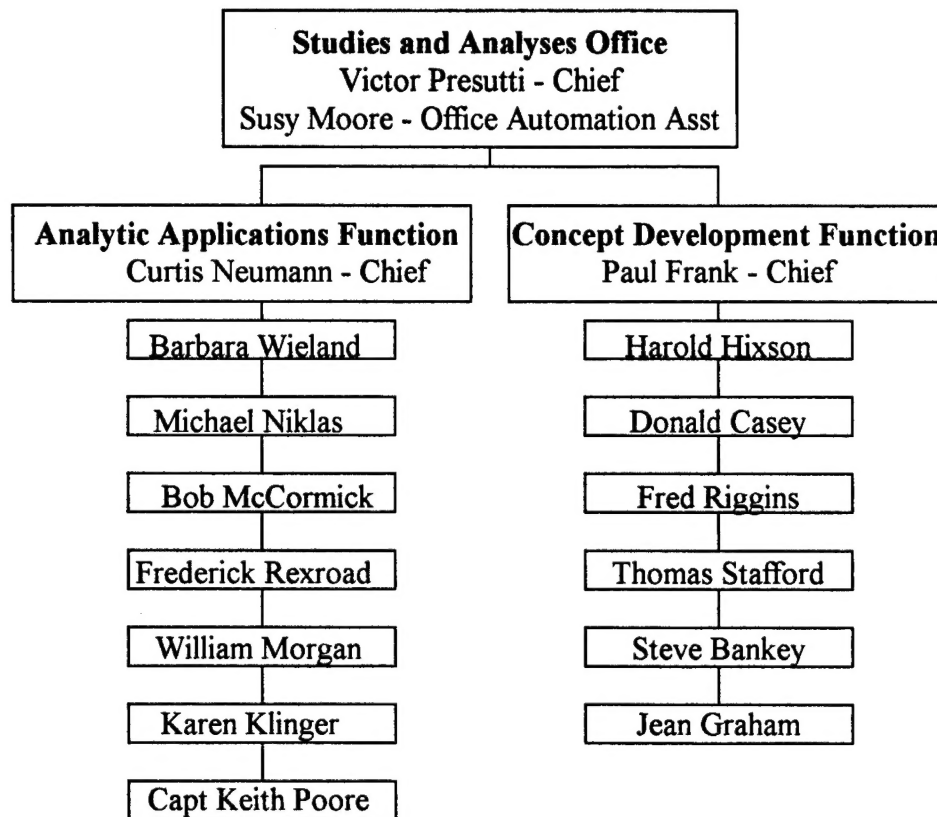 Studies and Analyses Office
Victor Presutti - Chief
Susy Moore - Office Automation Asst
Analytic Applications Function
Curtis Neumann - Chief
Barbara Wieland
Michael Niklas
Bob McCormick
Frederick Rexroad
William Morgan
Karen Klinger
Capt Keith Poore
Concept Development Function
Paul Frank - Chief
Harold Hixson
Donald Casey
Fred Riggins
Thomas Stafford
Steve Bankey
Jean Graham